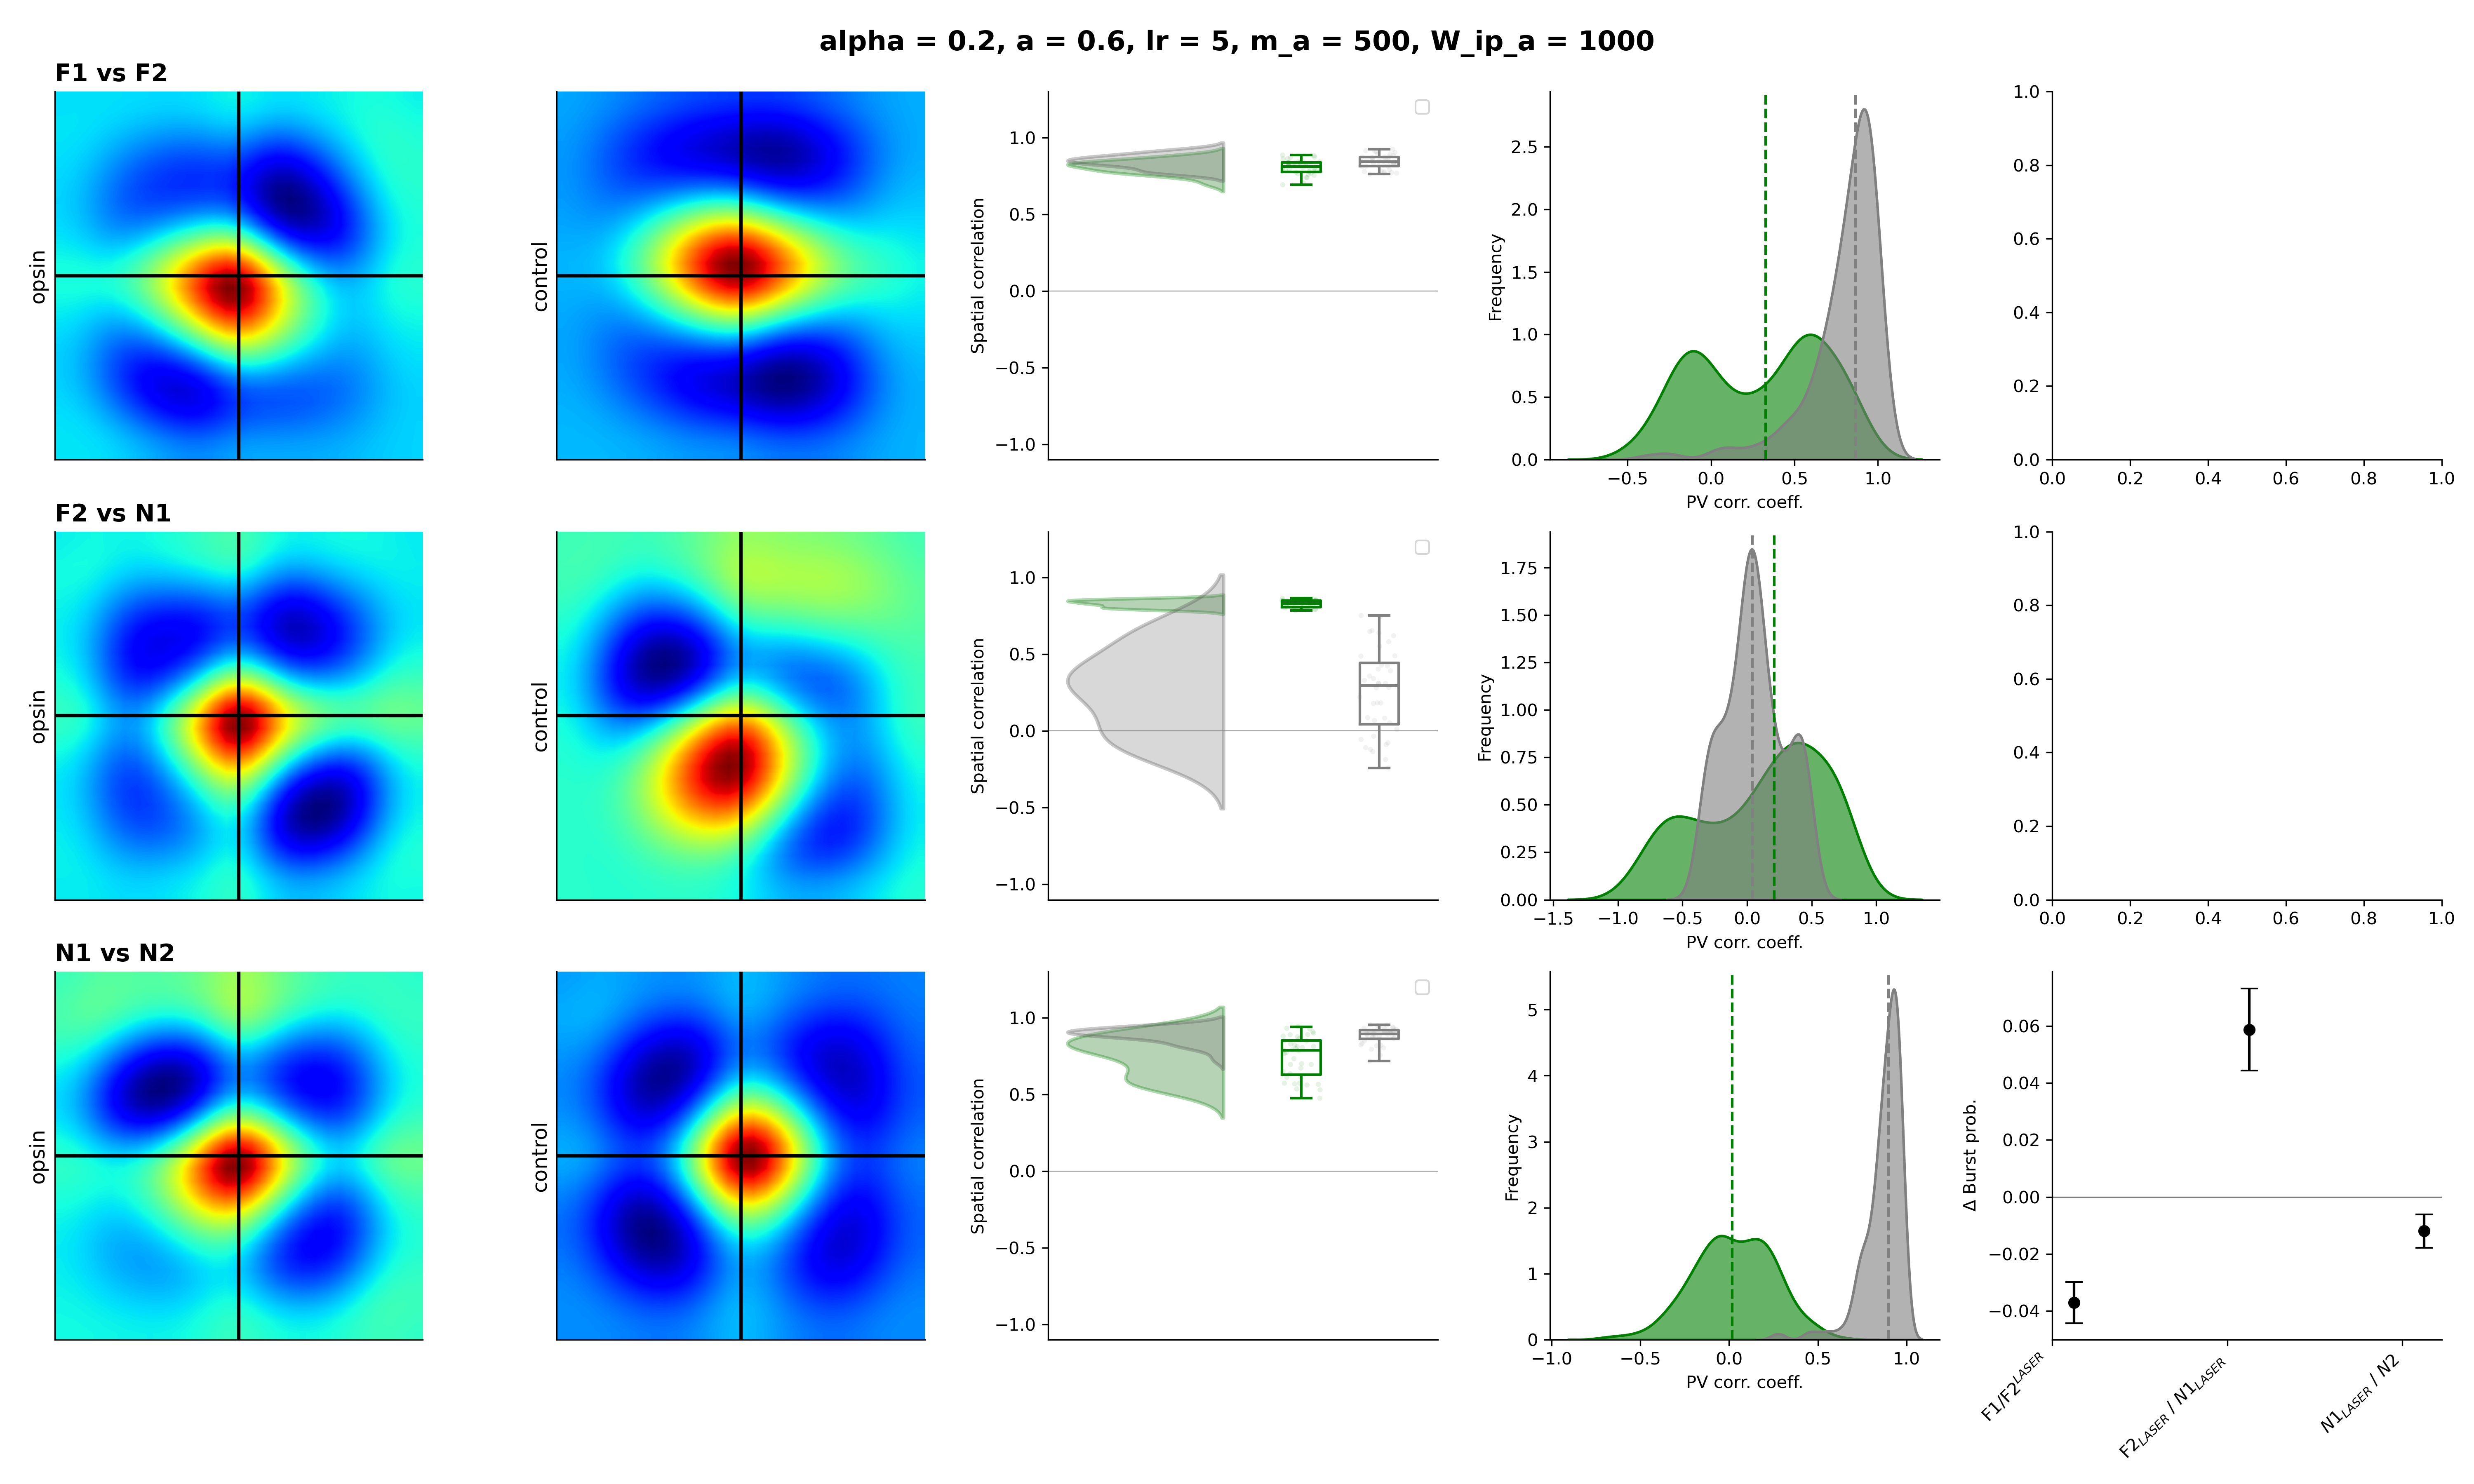 alpha = 0.2, a = 0.6, lr = 5, m_a = 500, W_ip_a = 1000
F1 vs F2
opsin
control
Spatial correlation
1.0
0.5
0.0
−0.5
−1.0
Frequency
2.5
2.0
1.5
1.0
0.5
0.0
−0.5 0.0 0.5 1.0
PV corr. coeff.
1.0
0.8
0.6
0.4
0.2
0.0
0.0 0.2 0.4 0.6 0.8 1.0
F2 vs N1
opsin
control
Spatial correlation
1.0
0.5
0.0
−0.5
−1.0
Frequency
1.75
1.50
1.25
1.00
0.75
0.50
0.25
0.00
−1.5 −1.0 −0.5 0.0 0.5 1.0
PV corr. coeff.
1.0
0.8
0.6
0.4
0.2
0.0
0.0 0.2 0.4 0.6 0.8 1.0
N1 vs N2
opsin
control
Spatial correlation
1.0
0.5
0.0
−0.5
−1.0
Frequency
5
4
3
2
1
0
−1.0 −0.5 0.0 0.5 1.0
PV corr. coeff.
Δ Burst prob.
0.06
0.04
0.02
0.00
−0.02
−0.04
F1/F2^LASER
F2_LASER / N1_LASER
N1_LASER / N2